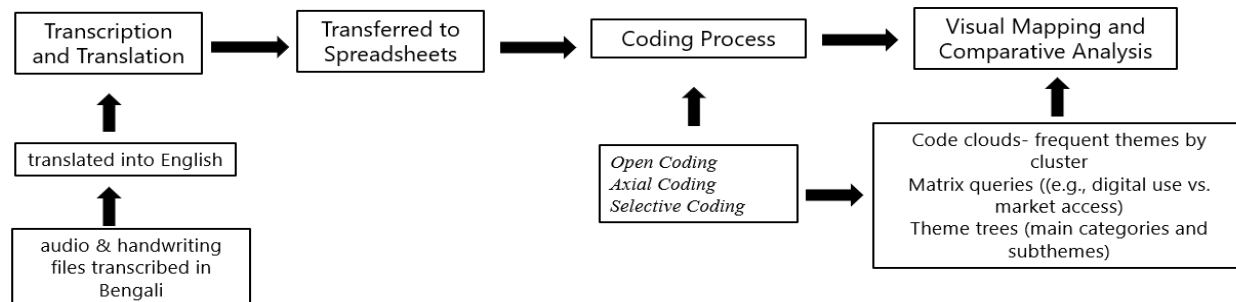 Transcription
and Translation
Transferred to
Spreadsheets
Coding Process
Visual Mapping and
Comparative Analysis
translated into English
audio & handwriting
files transcribed in
Bengali
Open Coding
Axial Coding
Selective Coding
Code clouds- frequent themes by
cluster
Matrix queries ((e.g., digital use vs.
market access)
Theme trees (main categories and
subthemes)